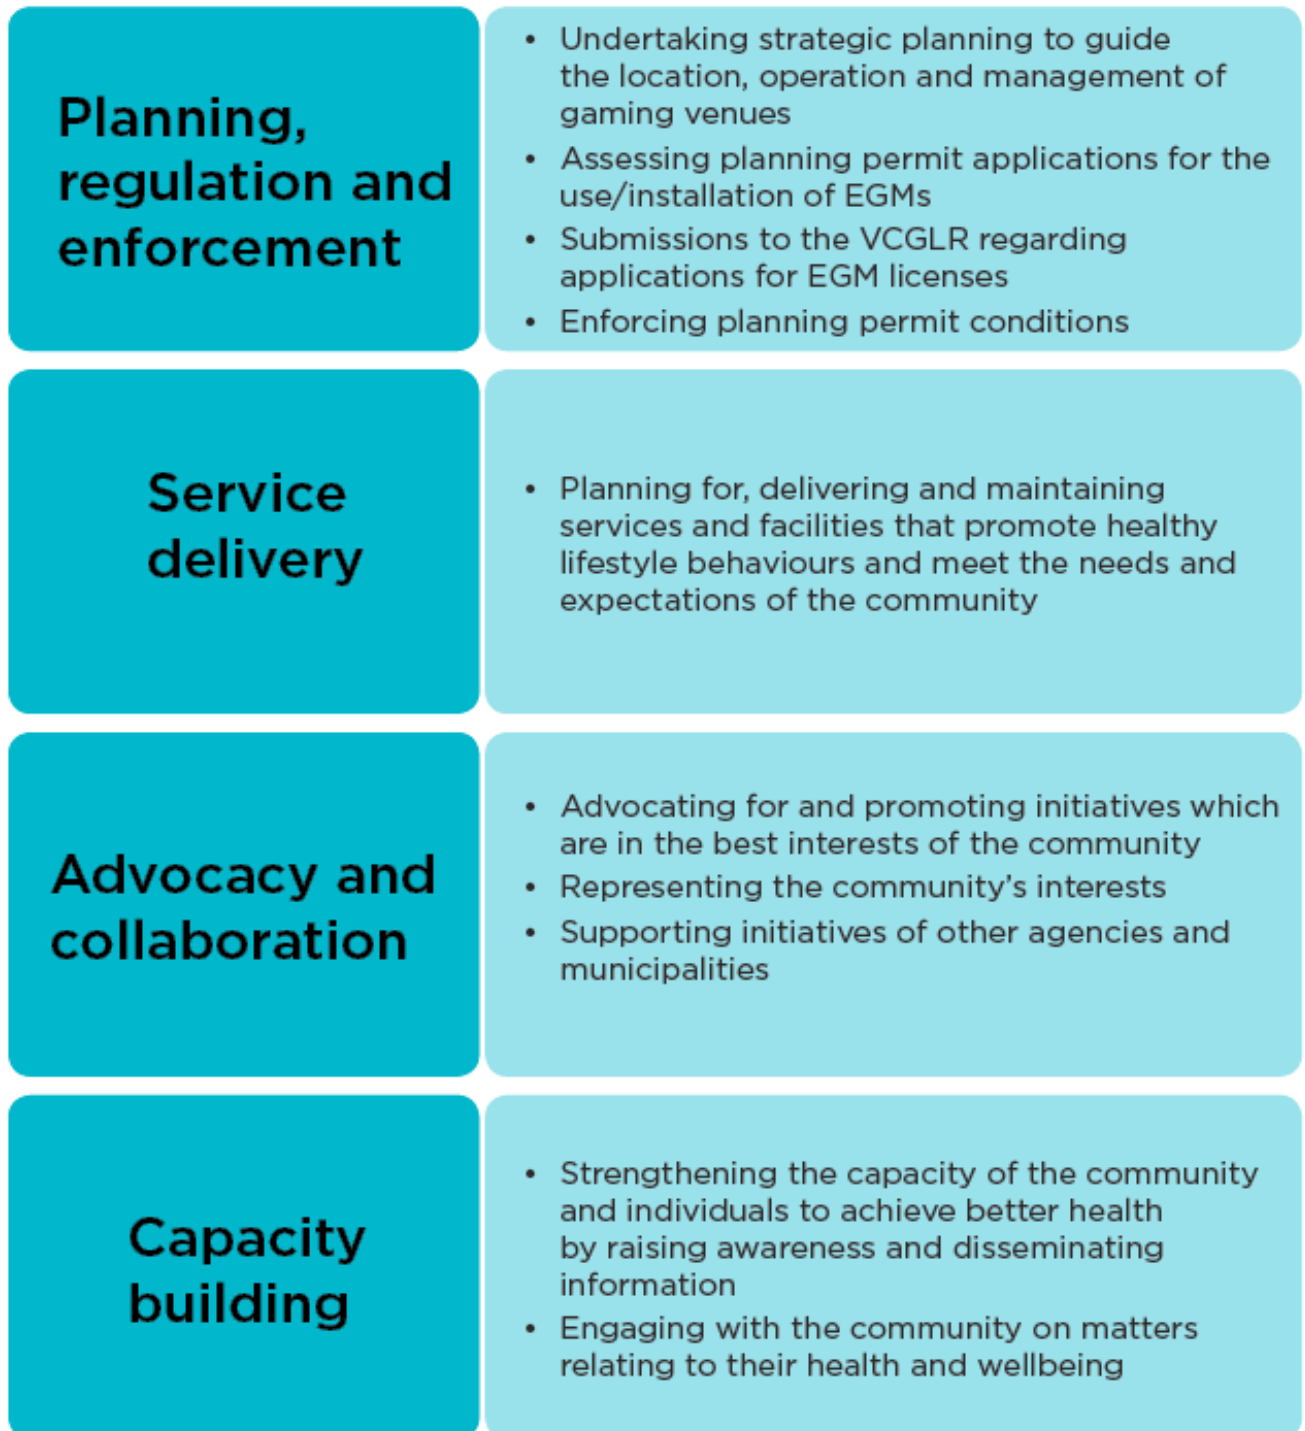 Planning,
regulation and
enforcement
• Undertaking strategic planning to guide
the location, operation and management of
gaming venues
• Assessing planning permit applications for the
use/installation of EGMs
• Submissions to the VCGLR regarding
applications for EGM licenses
• Enforcing planning permit conditions
Service
delivery
• Planning for, delivering and maintaining
services and facilities that promote healthy
lifestyle behaviours and meet the needs and
expectations of the community
Advocacy and
collaboration
• Advocating for and promoting initiatives which
are in the best interests of the community
• Representing the community’s interests
• Supporting initiatives of other agencies and
municipalities
Capacity
building
• Strengthening the capacity of the community
and individuals to achieve better health
by raising awareness and disseminating
information
• Engaging with the community on matters
relating to their health and wellbeing